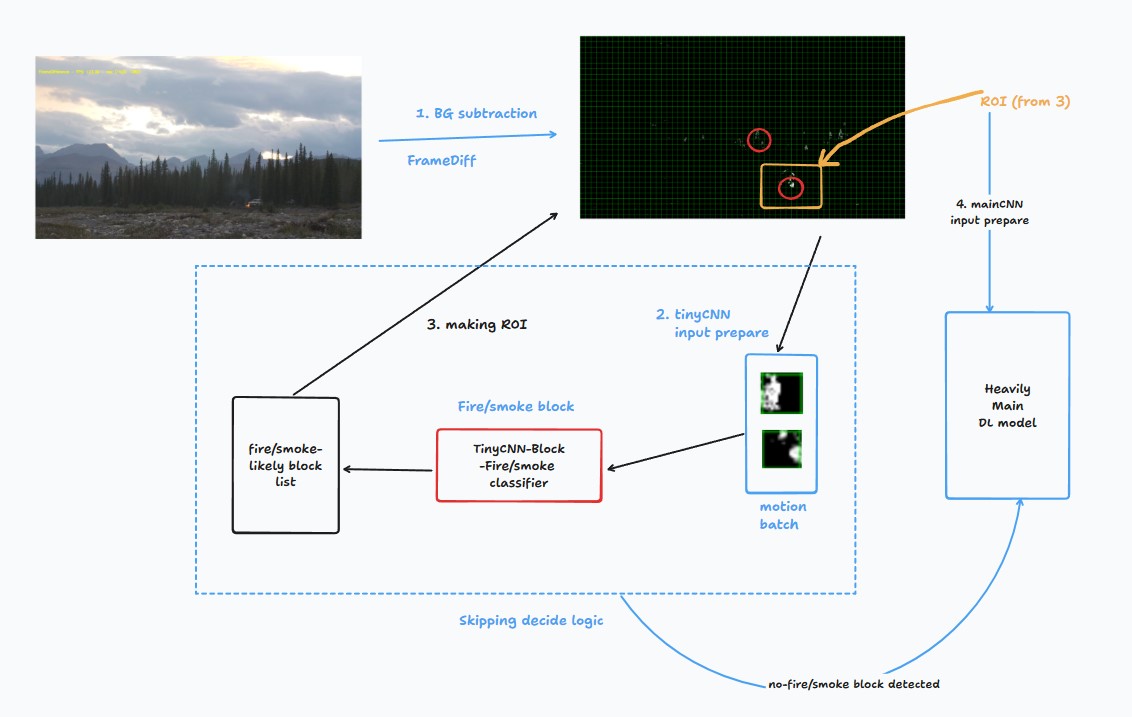 1. BG subtraction
FrameDiff
ROI (from 3)
4. mainCNN
input prepare
2. tinyCNN
input prepare
3. making ROI
Heavily
Main
DL model
Fire/smoke block
fire/smoke-
likely block
list
TinyCNN-Block
-Fire/smoke
classifier
motion
batch
Skipping decide logic
no-fire/smoke block detected